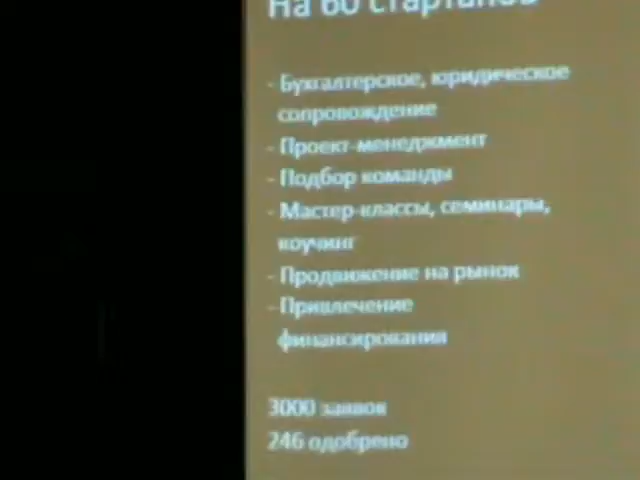 На 60 стартапов
- Бухгалтерское, юридическое
сопровождение
- Проект-менеджмент
- Подбор команды
- Мастер-классы, семинары,
коучинг
- Продвижение на рынок
- Привлечение
финансирования
3000 заявок
246 одобрено